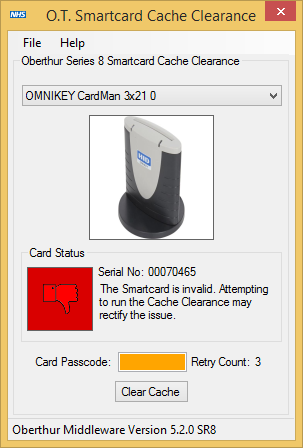 NHS O.T. Smartcard Cache Clearance
File Help
Oberthur Series 8 Smartcard Cache Clearance
OMNIKEY CardMan 3x21 0
HID
Card Status
Serial No: 00070465
The Smartcard is invalid. Attempting
to run the Cache Clearance may
rectify the issue.
Card Passcode: Retry Count: 3
Clear Cache
Oberthur Middleware Version 5.2.0 SR8